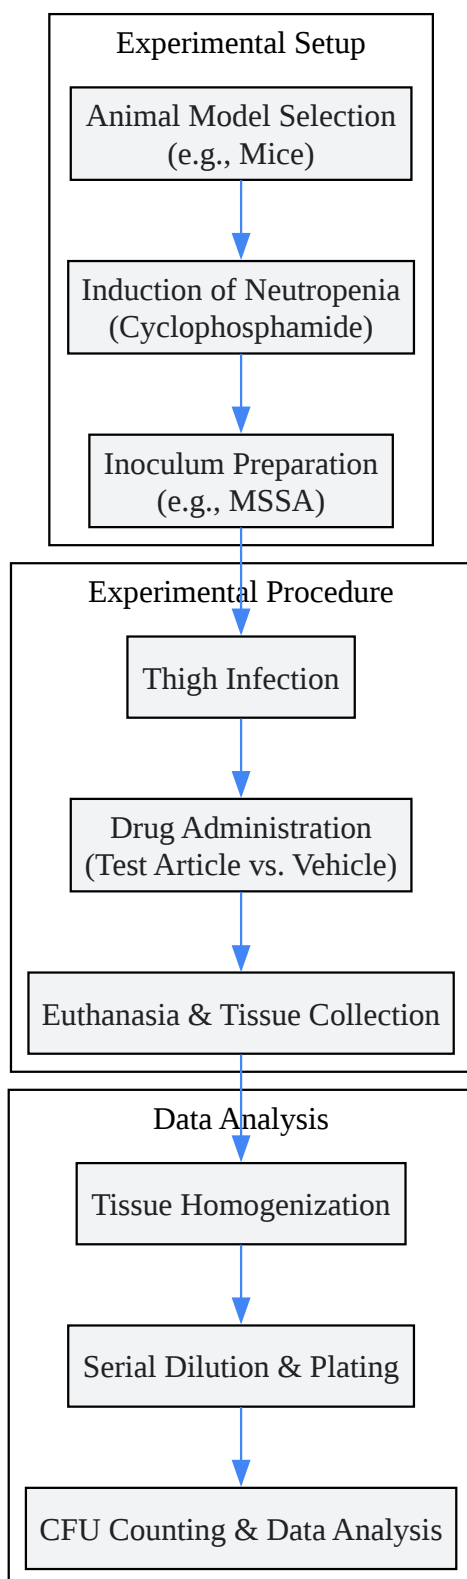 Experimental Setup
Animal Model Selection
(e.g., Mice)
Induction of Neutropenia
(Cyclophosphamide)
Inoculum Preparation
(e.g., MSSA)
Experimental Procedure
Thigh Infection
Drug Administration
(Test Article vs. Vehicle)
Euthanasia & Tissue Collection
Data Analysis
Tissue Homogenization
Serial Dilution & Plating
CFU Counting & Data Analysis